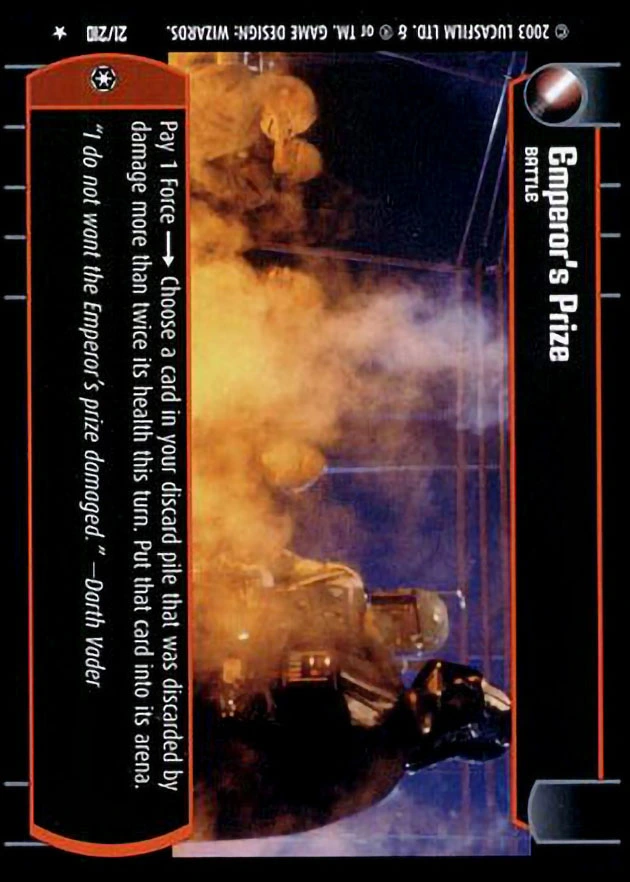 Emperor's Prize
BATTLE
Pay 1 Force → Choose a card in your discard pile that was discarded by
damage more than twice its health this turn. Put that card into its arena.
"I do not want the Emperor's prize damaged." —Darth Vader
© 2003 LUCASFILM LTD. & ® or TM. GAME DESIGN: WIZARDS.
21/210 ★